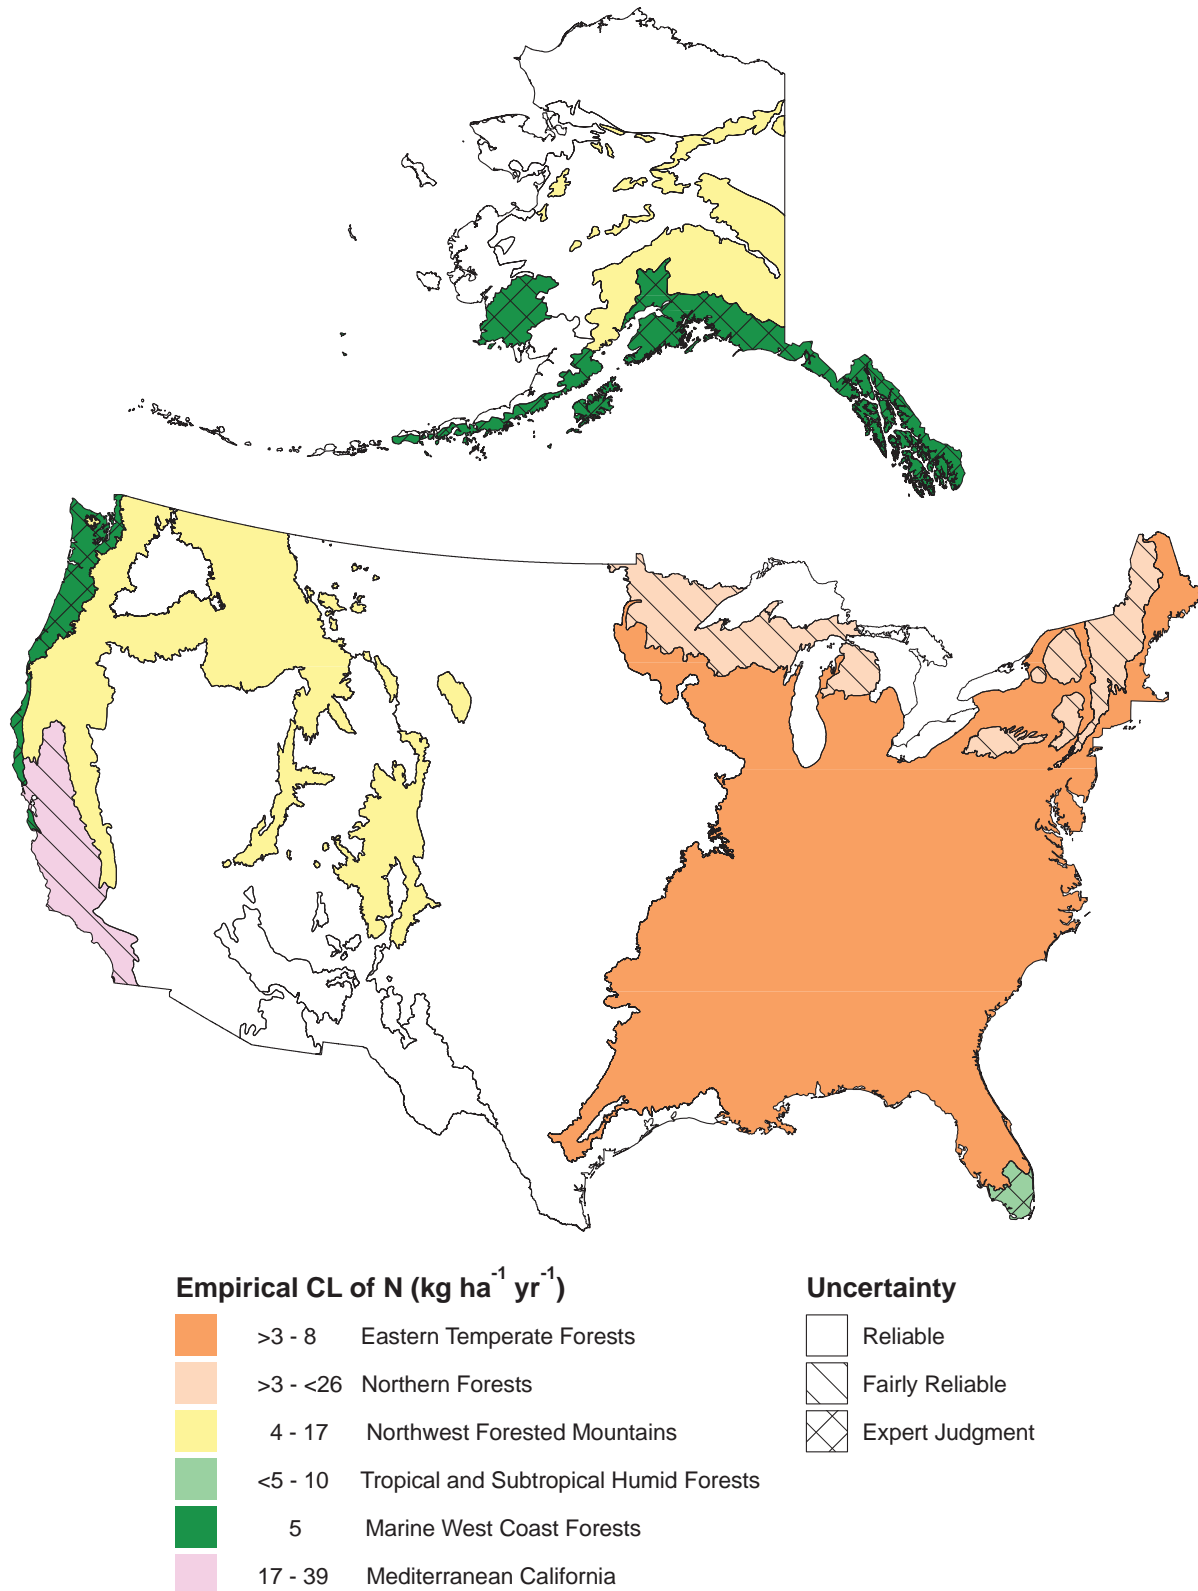 Empirical CL of N (kg ha⁻¹ yr⁻¹)
>3 - 8 Eastern Temperate Forests
>3 - <26 Northern Forests
4 - 17 Northwest Forested Mountains
<5 - 10 Tropical and Subtropical Humid Forests
5 Marine West Coast Forests
17 - 39 Mediterranean California
Uncertainty
Reliable
Fairly Reliable
Expert Judgment